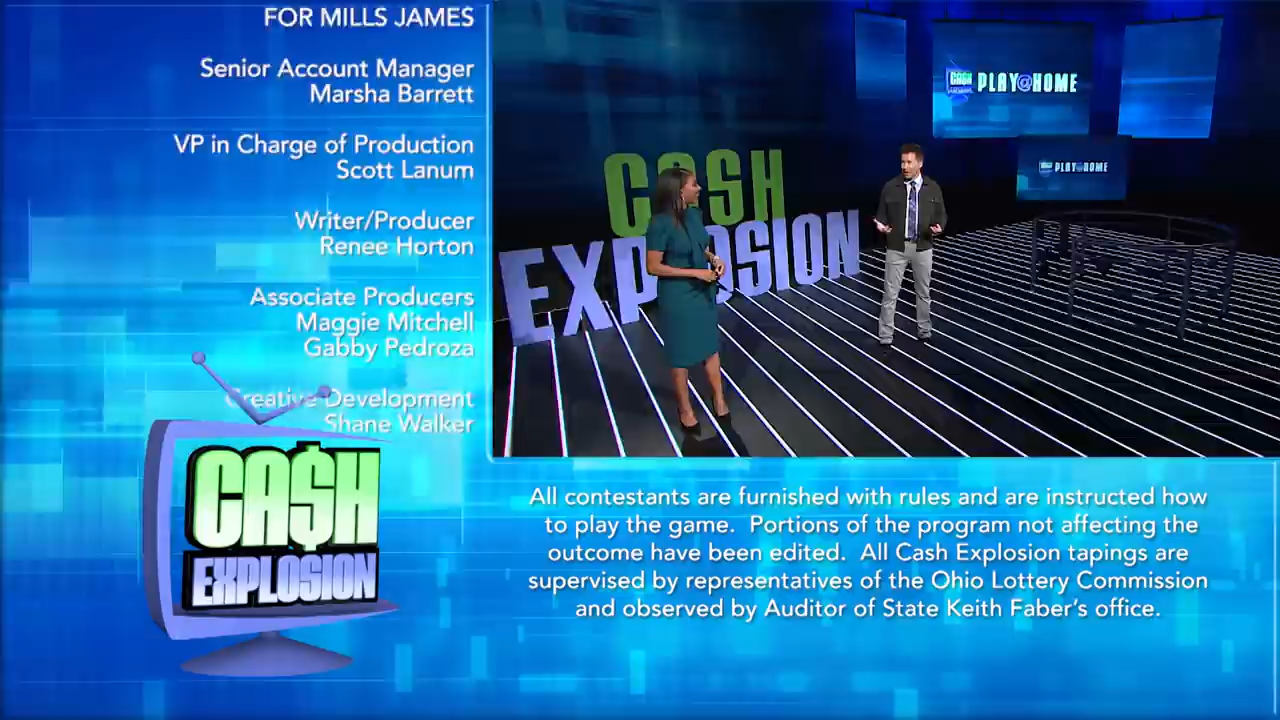 FOR MILLS JAMES
Senior Account Manager
Marsha Barrett
VP in Charge of Production
Scott Lanum
Writer/Producer
Renee Horton
Associate Producers
Maggie Mitchell
Gabby Pedroza
Creative Development
Shane Walker
CA$H
EXPLOSION
CA$H
PLAY@HOME
PLAY@HOME
CASH
EXPLOSION
All contestants are furnished with rules and are instructed how
to play the game. Portions of the program not affecting the
outcome have been edited. All Cash Explosion tapings are
supervised by representatives of the Ohio Lottery Commission
and observed by Auditor of State Keith Faber's office.